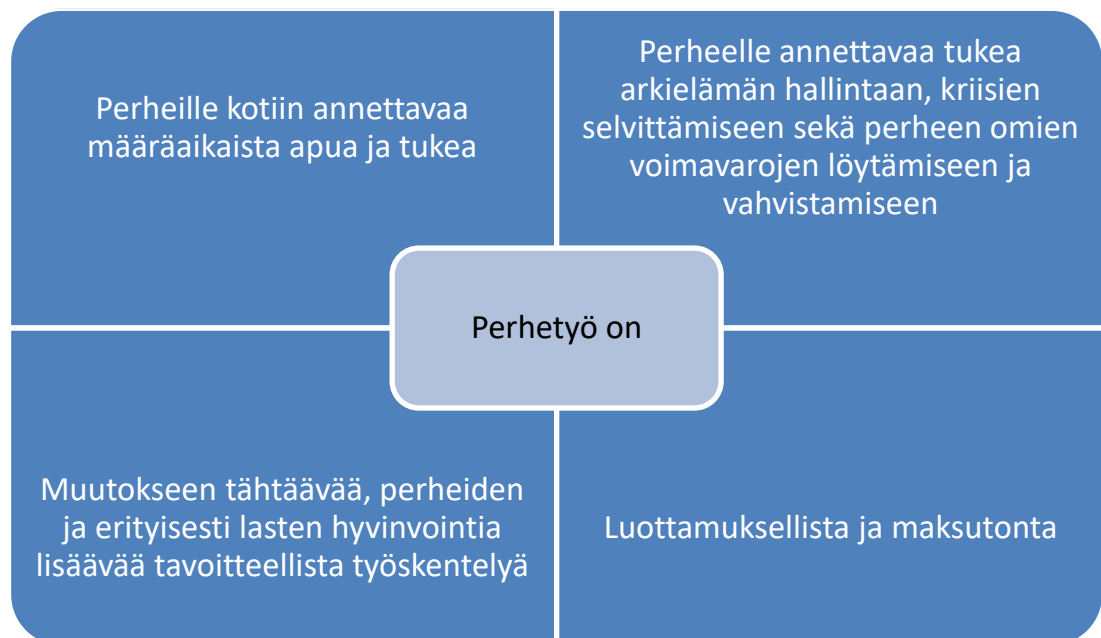 Perheille kotiin annettavaa
määräaikaista apua ja tukea
Perheelle annettavaa tukea
arkielämän hallintaan, kriisien
selvittämiseen sekä perheen omien
voimavarojen löytämiseen ja
vahvistamiseen
Perhetyö on
Muutokseen tähtäävää, perheiden
ja erityisesti lasten hyvinvointia
lisäävää tavoitteellista työskentelyä
Luottamuksellista ja maksutonta